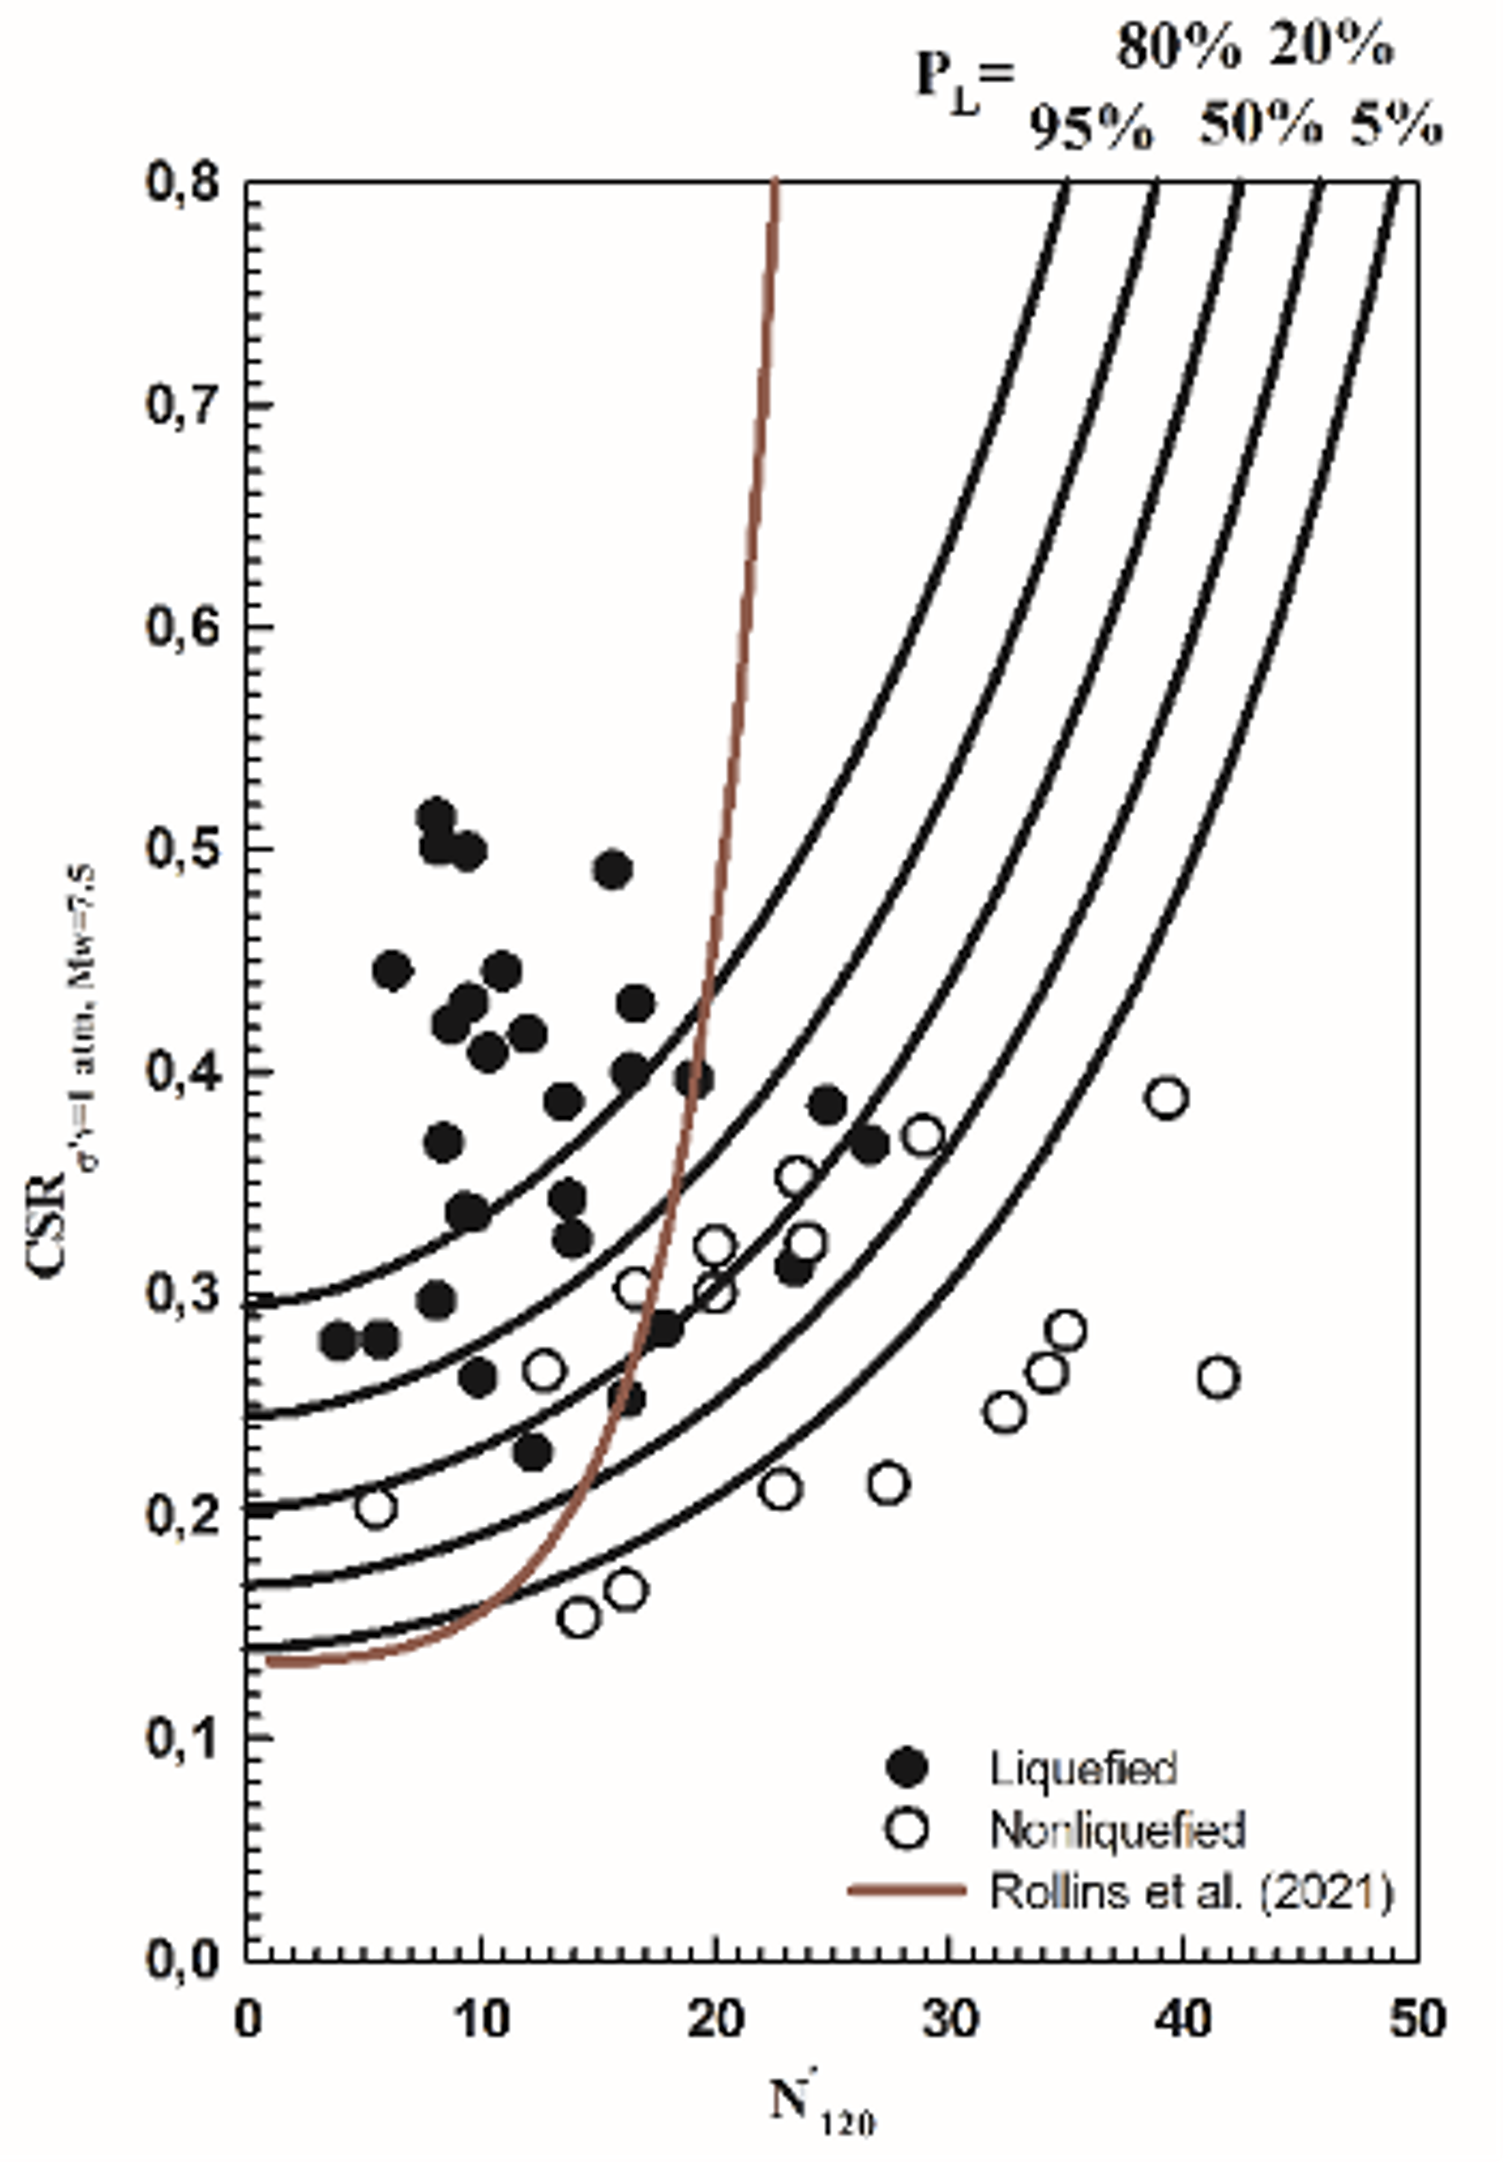 80% 20%
P_L=
95% 50% 5%
0,8
0,7
0,6
0,5
0,4
0,3
0,2
0,1
0,0
CSR σ'v=1 atm, Mw=7.5
Liquefied
Nonliquefied
Rollins et al. (2021)
0 10 20 30 40 50
N′120